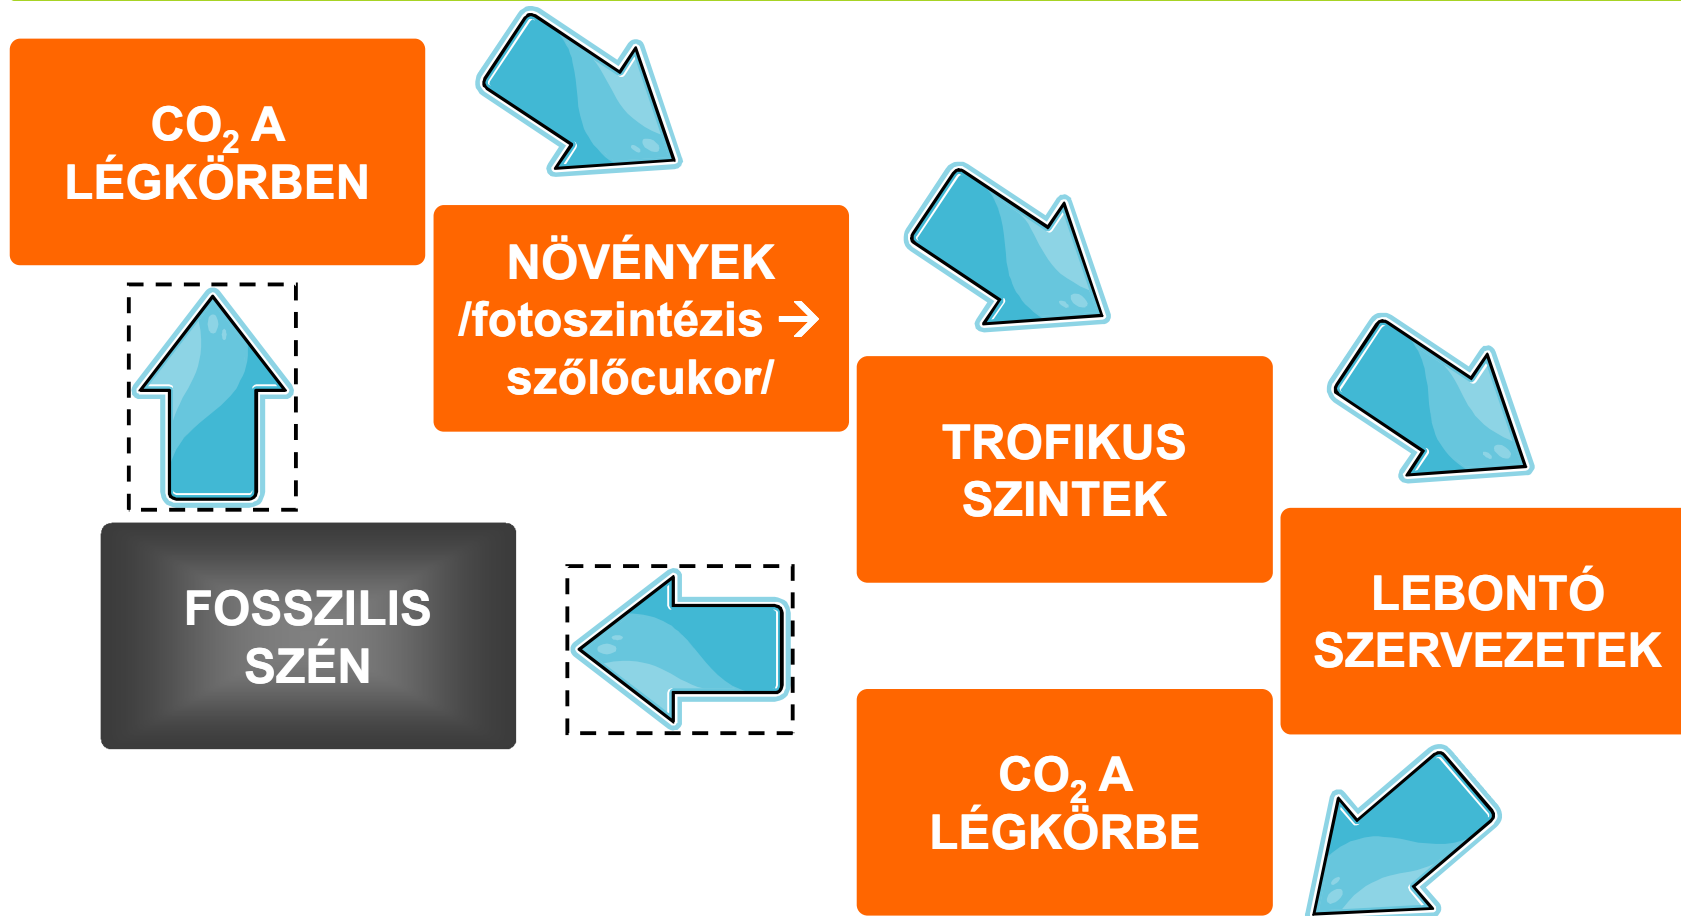 CO₂ A
LÉGKÖRBEN
NÖVÉNYEK
/fotoszintézis →
szőlőcukor/
TROFIKUS
SZINTEK
LEBONTÓ
SZERVEZETEK
FOSSZILIS
SZÉN
CO₂ A
LÉGKÖRBE